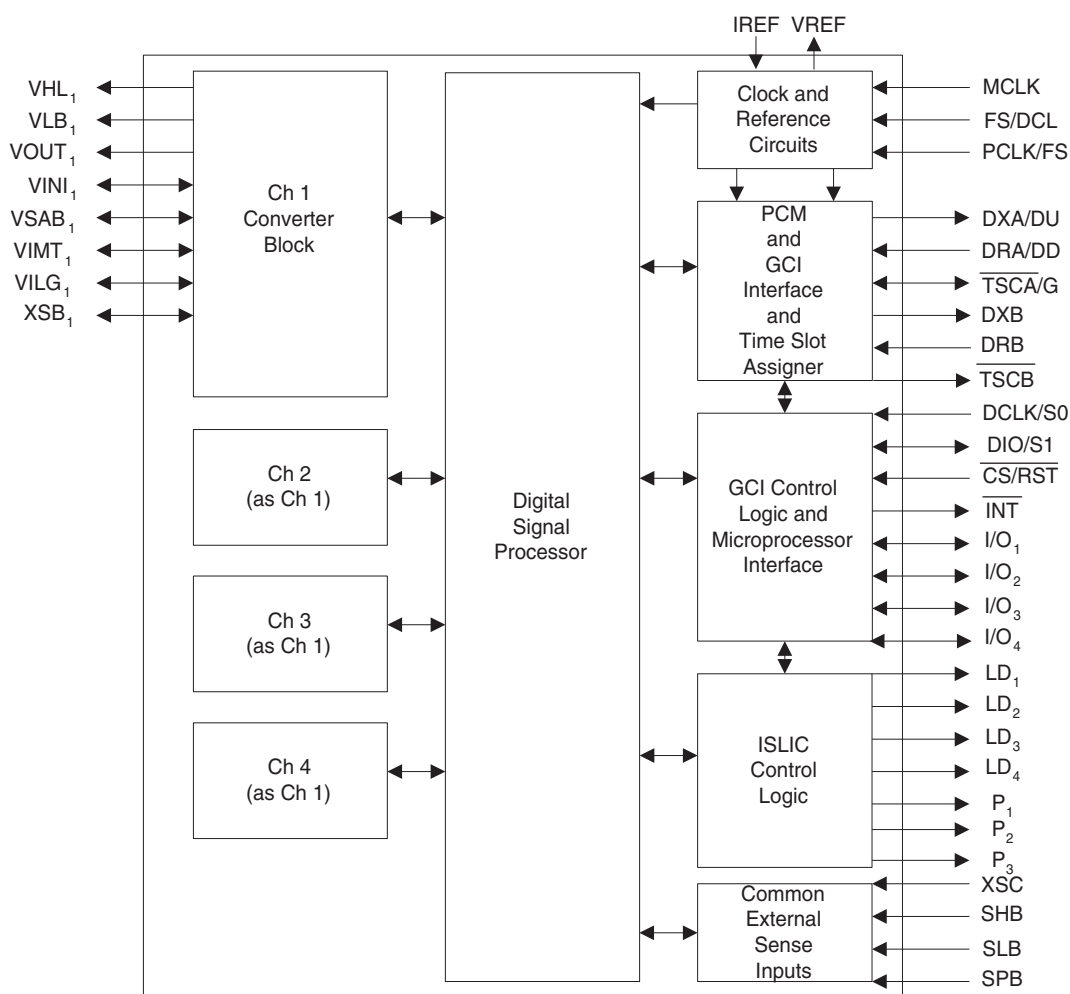 IREF VREF
VHL1
VLB1
VOUT1
VINI1
VSAB1
VIMT1
VILG1
XSB1
Ch 1
Converter
Block
Ch 2
(as Ch 1)
Ch 3
(as Ch 1)
Ch 4
(as Ch 1)
Digital
Signal
Processor
Clock and
Reference
Circuits
PCM
and
GCI
Interface
and
Time Slot
Assigner
GCI Control
Logic and
Microprocessor
Interface
ISLIC
Control
Logic
Common
External
Sense
Inputs
MCLK
FS/DCL
PCLK/FS
DXA/DU
DRA/DD
TSCA/G
DXB
DRB
TSCB
DCLK/S0
DIO/S1
CS/RST
INT
I/O1
I/O2
I/O3
I/O4
LD1
LD2
LD3
LD4
P1
P2
P3
XSC
SHB
SLB
SPB